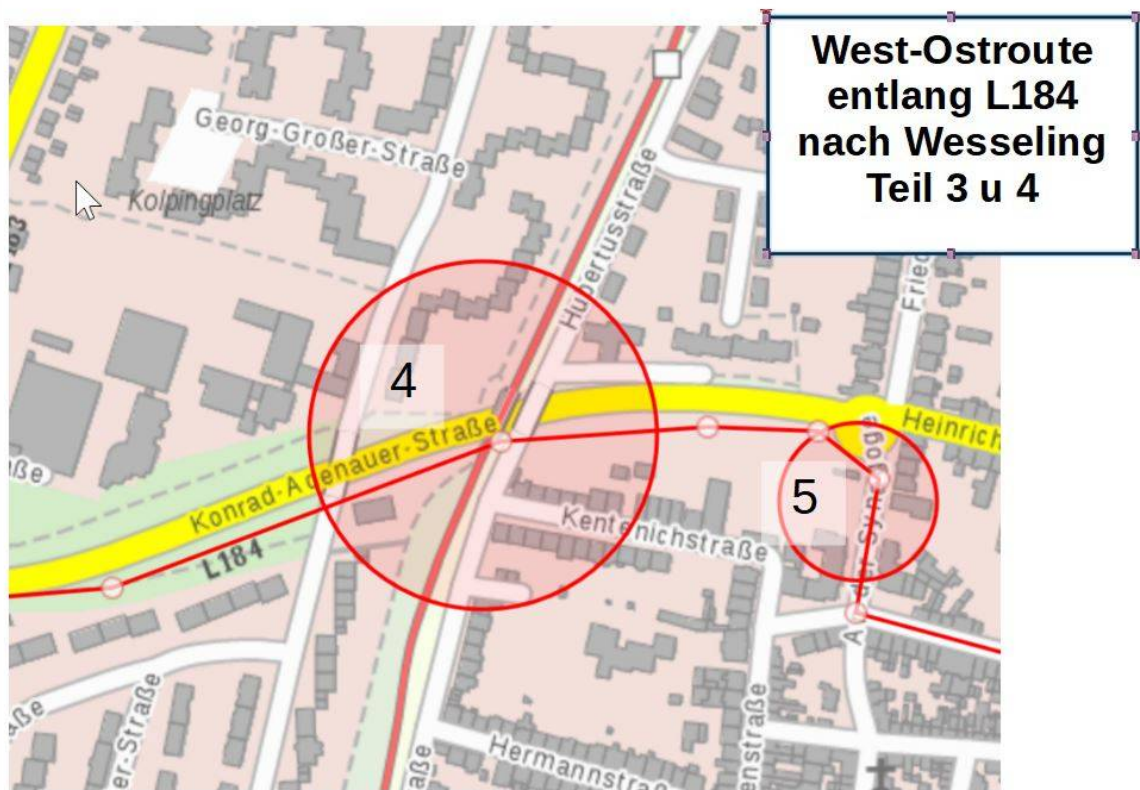 West-Ostroute
entlang L184
nach Wesseling
Teil 3 u 4
Georg-Großer-Straße
Kolpingplatz
Hubertusstraße
4
Konrad-Adenauer-Straße
L184
Heinrich
5
Kentenichstraße
Hermannstraße